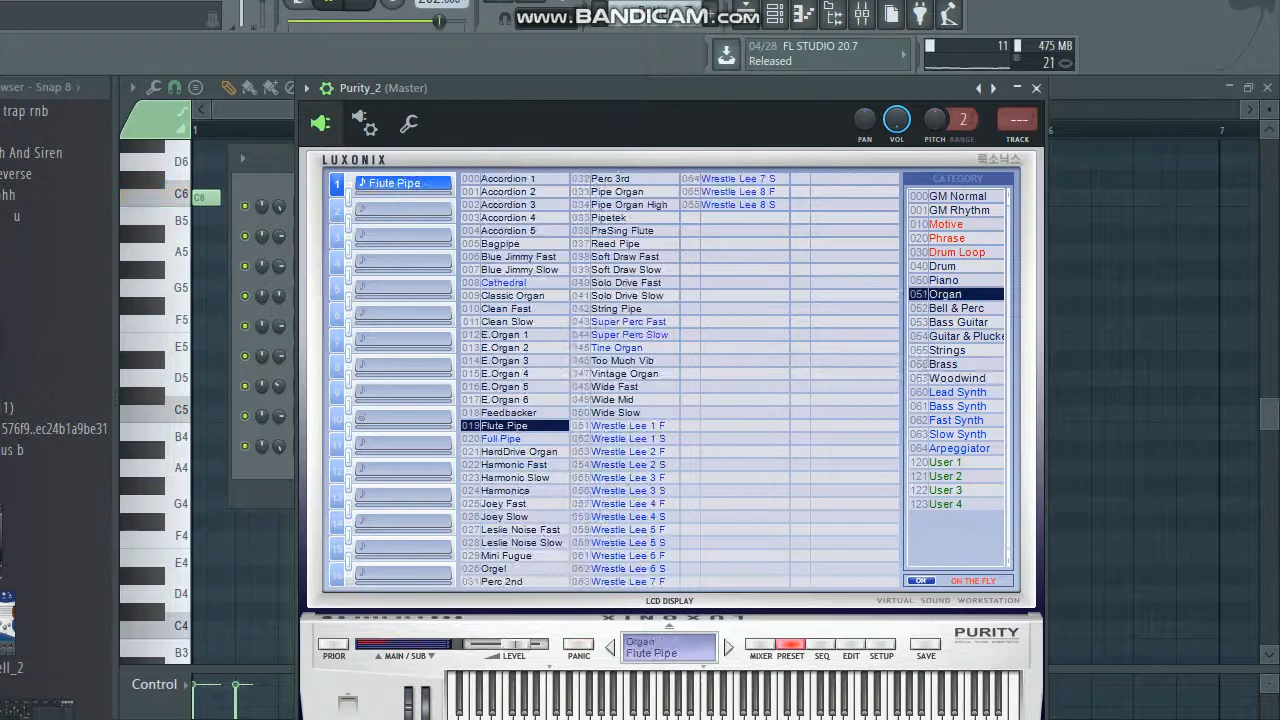 www.BANDICAM.com
04/28 FL STUDIO 20.7
Released
11
475 MB
21
wser - Snap 8
trap rnb
th And Siren
everse
ahh
u
1)
576f9...ec24b1a9be31
us b
ell_2
Control
1
6
7
D6
C6
B5
A5
G5
F5
E5
D5
C5
B4
A4
G4
F4
E4
D4
C4
B3
C6
Purity_2 (Master)
PAN
VOL
PITCH
RANGE
2
---
TRACK
LUXONIX
룩소닉스
1
Flute Pipe
000 Accordion 1
001 Accordion 2
002 Accordion 3
003 Accordion 4
004 Accordion 5
005 Bagpipe
006 Blue Jimmy Fast
007 Blue Jimmy Slow
008 Cathedral
009 Classic Organ
010 Clean Fast
011 Clean Slow
012 E.Organ 1
013 E.Organ 2
014 E.Organ 3
015 E.Organ 4
016 E.Organ 5
017 E.Organ 6
018 Feedbacker
019 Flute Pipe
020 Full Pipe
021 HardDrive Organ
022 Harmonic Fast
023 Harmonic Slow
024 Harmonica
025 Joey Fast
026 Joey Slow
027 Leslie Noise Fast
028 Leslie Noise Slow
029 Mini Fugue
Orgel
031 Perc 2nd
032 Perc 3rd
033 Pipe Organ
034 Pipe Organ High
035 Pipetek
036 PraSing Flute
037 Reed Pipe
038 Soft Draw Fast
039 Soft Draw Slow
040 Solo Drive Fast
041 Solo Drive Slow
042 String Pipe
043 Super Perc Fast
044 Super Perc Slow
045 Tine Organ
046 Too Much Vib
047 Vintage Organ
048 Wide Fast
049 Wide Mid
050 Wide Slow
051 Wrestle Lee 1 F
052 Wrestle Lee 1 S
053 Wrestle Lee 2 F
054 Wrestle Lee 2 S
055 Wrestle Lee 3 F
056 Wrestle Lee 3 S
057 Wrestle Lee 4 F
058 Wrestle Lee 4 S
059 Wrestle Lee 5 F
060 Wrestle Lee 5 S
061 Wrestle Lee 6 F
062 Wrestle Lee 6 S
063 Wrestle Lee 7 F
064 Wrestle Lee 7 S
065 Wrestle Lee 8 F
066 Wrestle Lee 8 S
CATEGORY
000 GM Normal
001 GM Rhythm
010 Motive
020 Phrase
030 Drum Loop
040 Drum
050 Piano
051 Organ
052 Bell & Perc
053 Bass Guitar
054 Guitar & Plucke
055 Strings
056 Brass
057 Woodwind
060 Lead Synth
061 Bass Synth
062 Fast Synth
063 Slow Synth
064 Arpeggiator
120 User 1
121 User 2
122 User 3
123 User 4
ON
ON THE FLY
LCD DISPLAY
VIRTUAL SOUND WORKSTATION
LUXONIX
PRIOR
MAIN / SUB
LEVEL
PANIC
Organ
Flute Pipe
MIXER
PRESET
SEQ
EDIT
SETUP
SAVE
PURITY